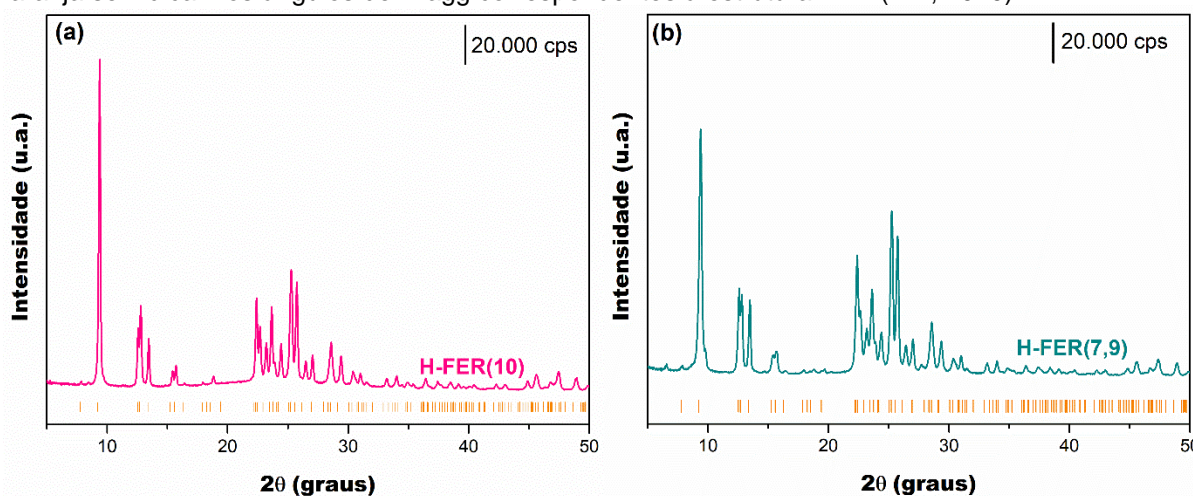 (a)
20.000 cps
Intensidade (u.a.)
H-FER(10)
10 20 30 40 50
2θ (graus)
(b)
20.000 cps
Intensidade (u.a.)
H-FER(7,9)
10 20 30 40 50
2θ (graus)